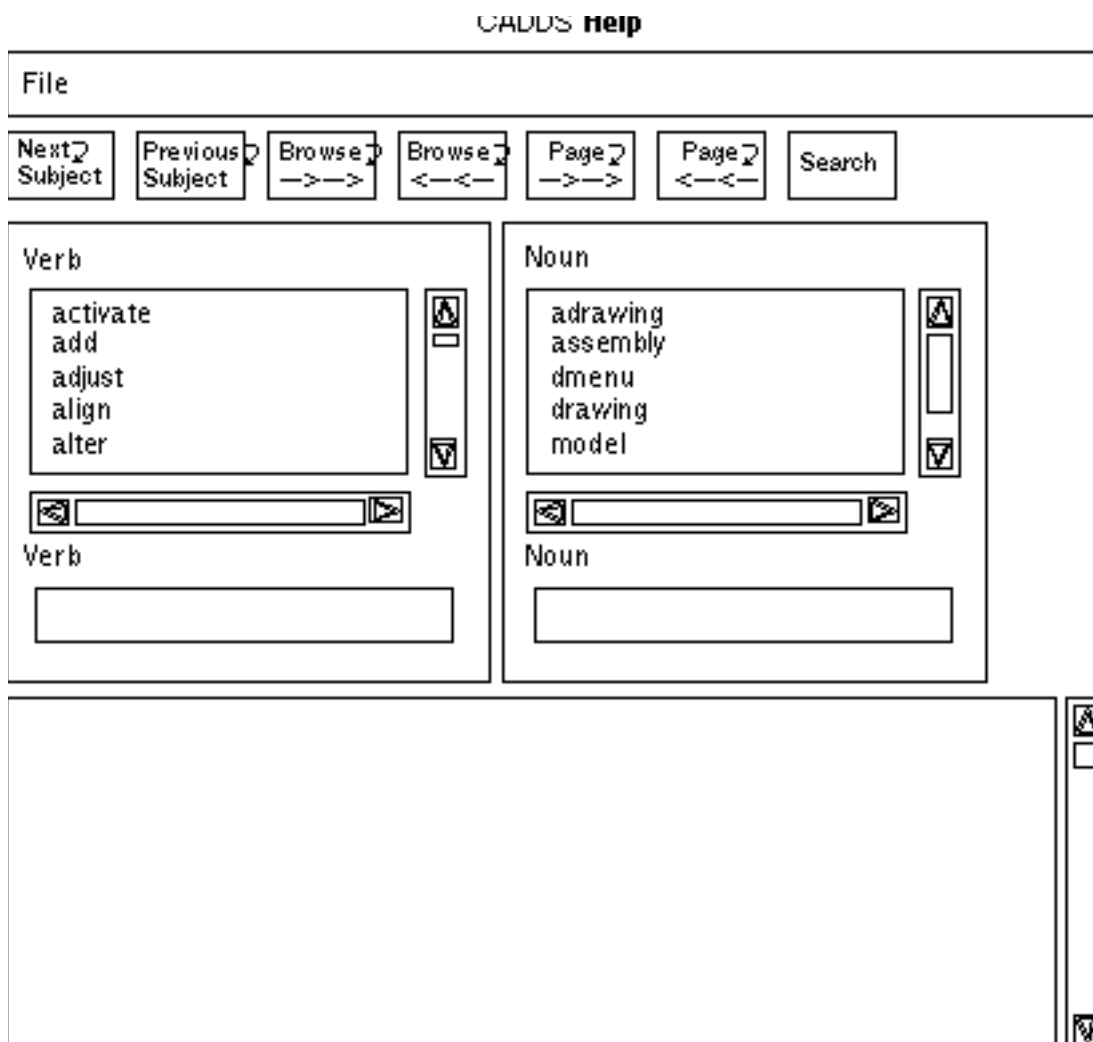 CADDS Help
File
Next Subject
Previous Subject
Browse —>—>
Browse <—<—
Page —>—>
Page <—<—
Search
Verb
activate
add
adjust
align
alter
Verb
Noun
adrawing
assembly
dmenu
drawing
model
Noun